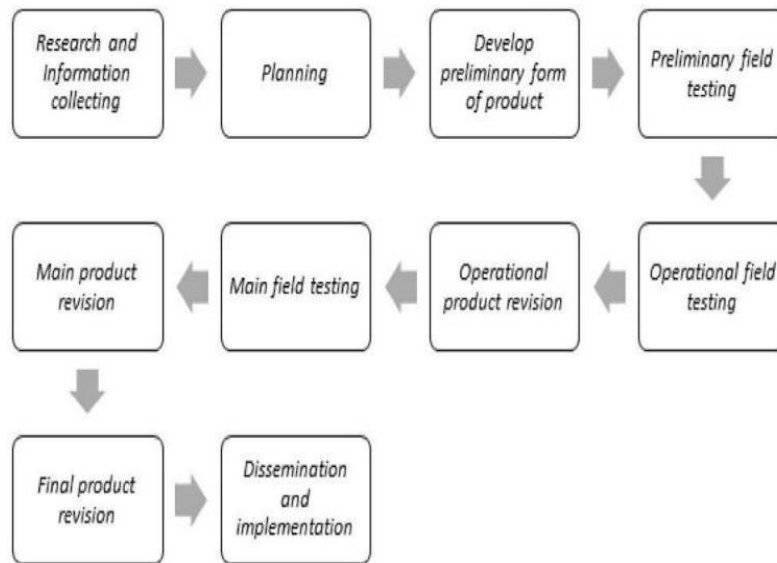 Research and
Information
collecting
Planning
Develop
preliminary form
of product
Preliminary field
testing
Operational field
testing
Operational
product revision
Main field testing
Main product
revision
Final product
revision
Dissemination
and
implementation